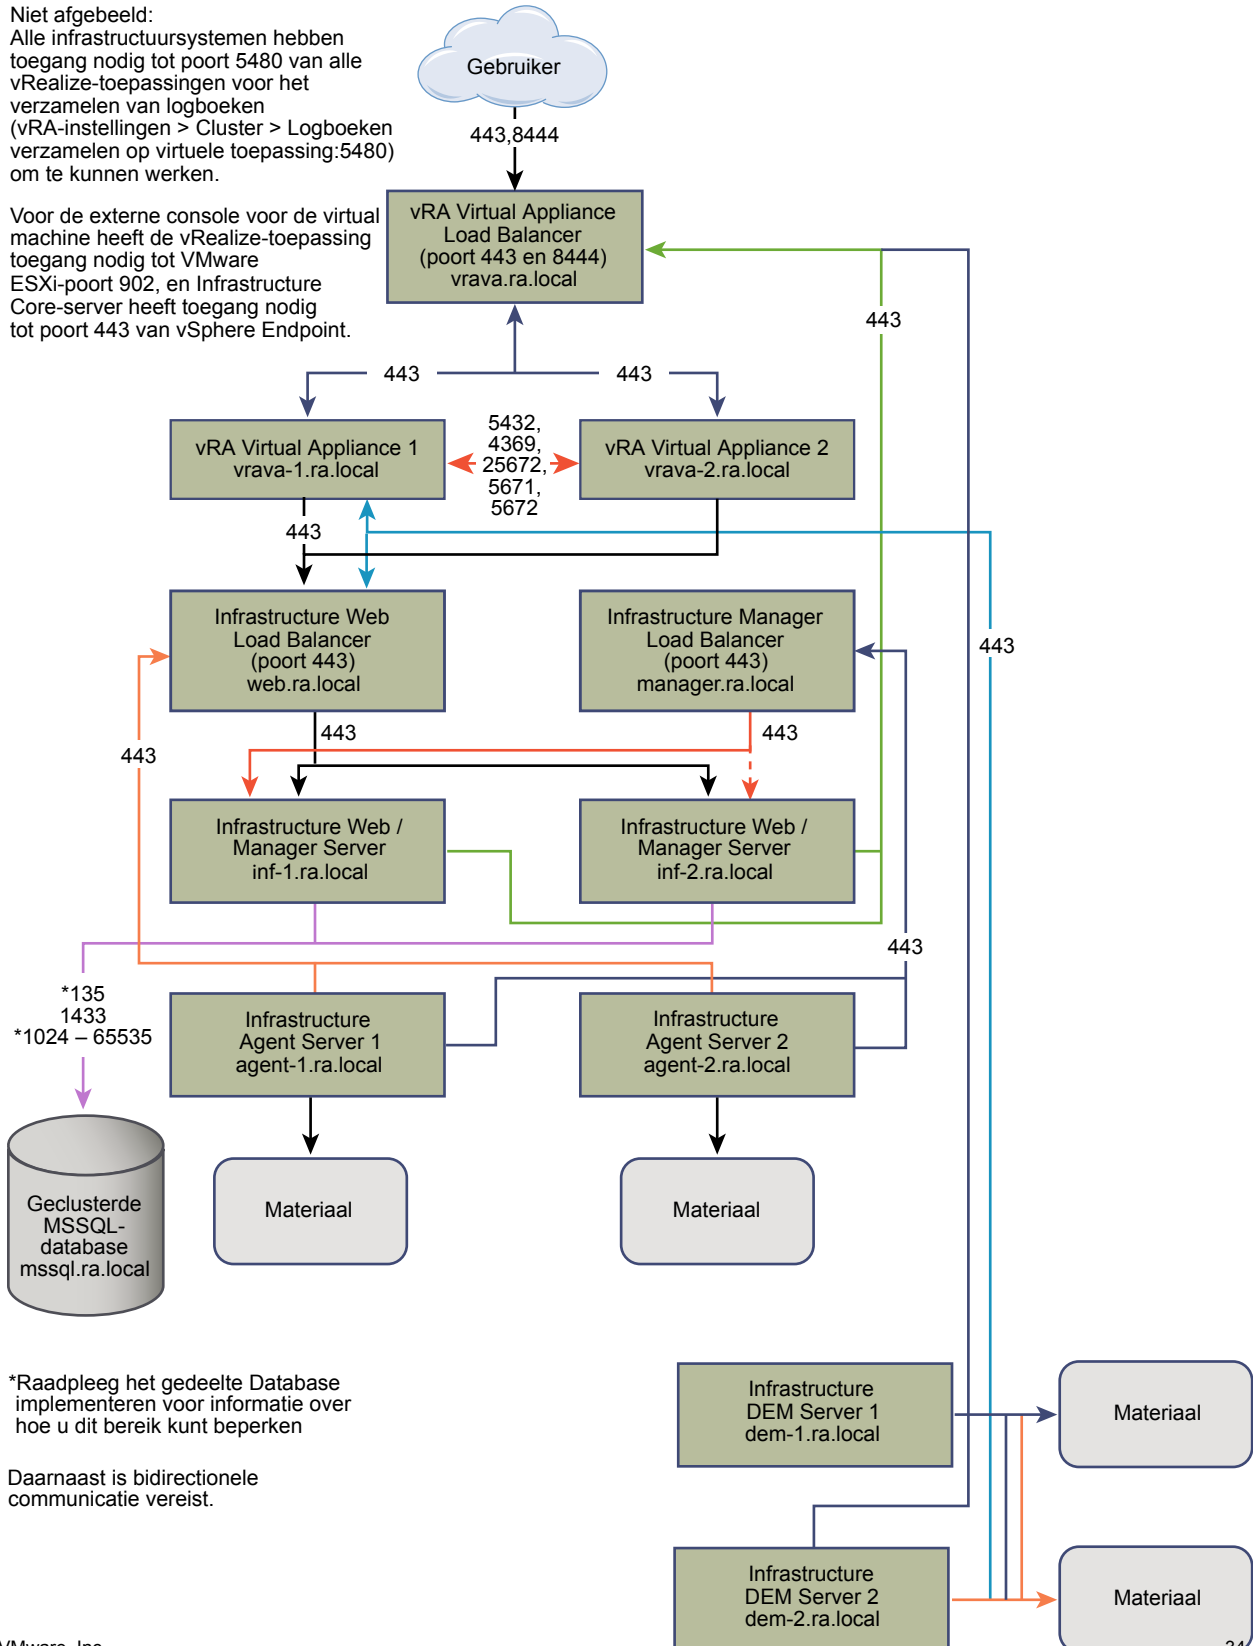 Niet afgebeeld:
Alle infrastructuursystemen hebben
toegang nodig tot poort 5480 van alle
vRealize-toepassingen voor het
verzamelen van logboeken
(vRA-instellingen > Cluster > Logboeken
verzamelen op virtuele toepassing:5480)
om te kunnen werken.
Voor de externe console voor de virtual
machine heeft de vRealize-toepassing
toegang nodig tot VMware
ESXi-poort 902, en Infrastructure
Core-server heeft toegang nodig
tot poort 443 van vSphere Endpoint.
Gebruiker
443,8444
vRA Virtual Appliance
Load Balancer
(poort 443 en 8444)
vrava.ra.local
443
443
443
vRA Virtual Appliance 1
vrava-1.ra.local
5432,
4369,
25672,
5671,
5672
vRA Virtual Appliance 2
vrava-2.ra.local
443
Infrastructure Web
Load Balancer
(poort 443)
web.ra.local
Infrastructure Manager
Load Balancer
(poort 443)
manager.ra.local
443
443
443
443
Infrastructure Web /
Manager Server
inf-1.ra.local
Infrastructure Web /
Manager Server
inf-2.ra.local
443
*135
1433
*1024 – 65535
Infrastructure
Agent Server 1
agent-1.ra.local
Infrastructure
Agent Server 2
agent-2.ra.local
Geclusterde
MSSQL-
database
mssql.ra.local
Materiaal
Materiaal
*Raadpleeg het gedeelte Database
implementeren voor informatie over
hoe u dit bereik kunt beperken
Daarnaast is bidirectionele
communicatie vereist.
Infrastructure
DEM Server 1
dem-1.ra.local
Materiaal
Infrastructure
DEM Server 2
dem-2.ra.local
Materiaal
VMware, Inc.